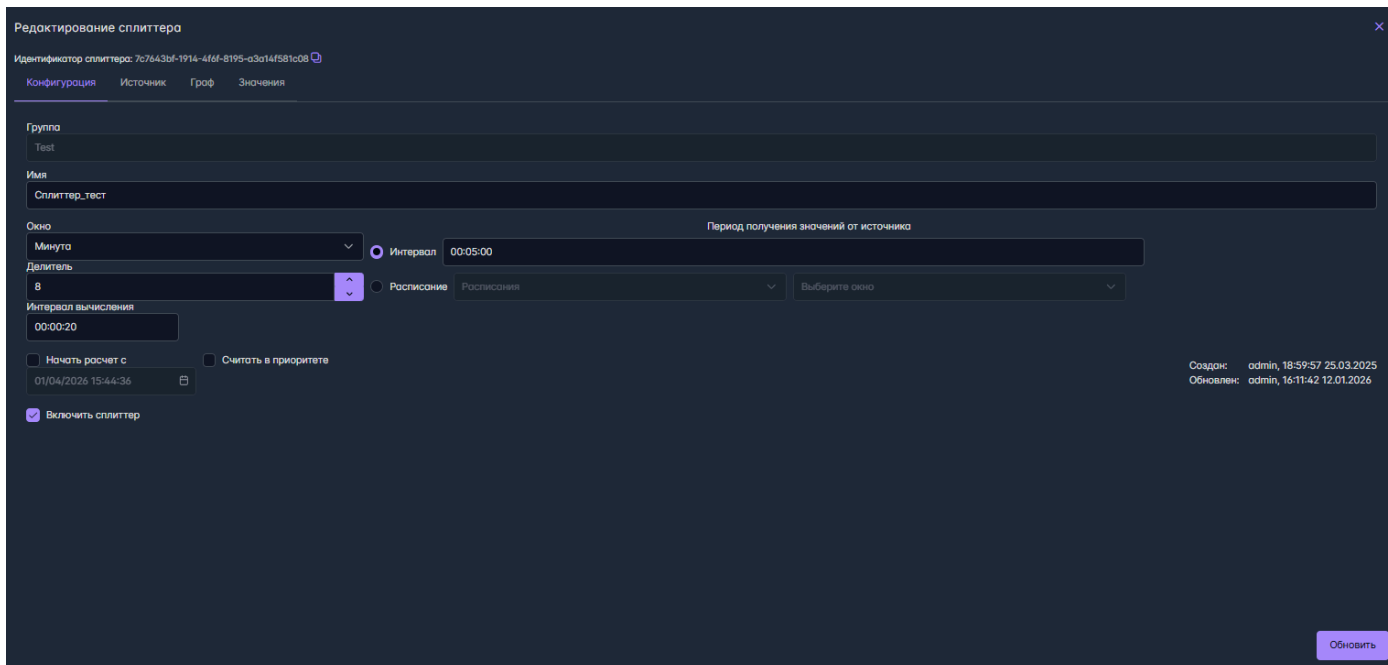 Редактирование сплиттера
Идентификатор сплиттера: 7c7643bf-1914-4f6f-8195-a3a14f581c08
Конфигурация Источник Граф Значения
Группа
Test
Имя
Сплиттер_тест
Окно
Период получения значений от источника
Минута
Интервал 00:05:00
Делитель
8
Расписание Расписания Выберите окно
Интервал вычисления
00:00:20
Начать расчет с Считать в приоритете
01/04/2026 15:44:36
Создан: admin, 18:59:57 25.03.2025
Обновлен: admin, 16:11:42 12.01.2026
Включить сплиттер
Обновить